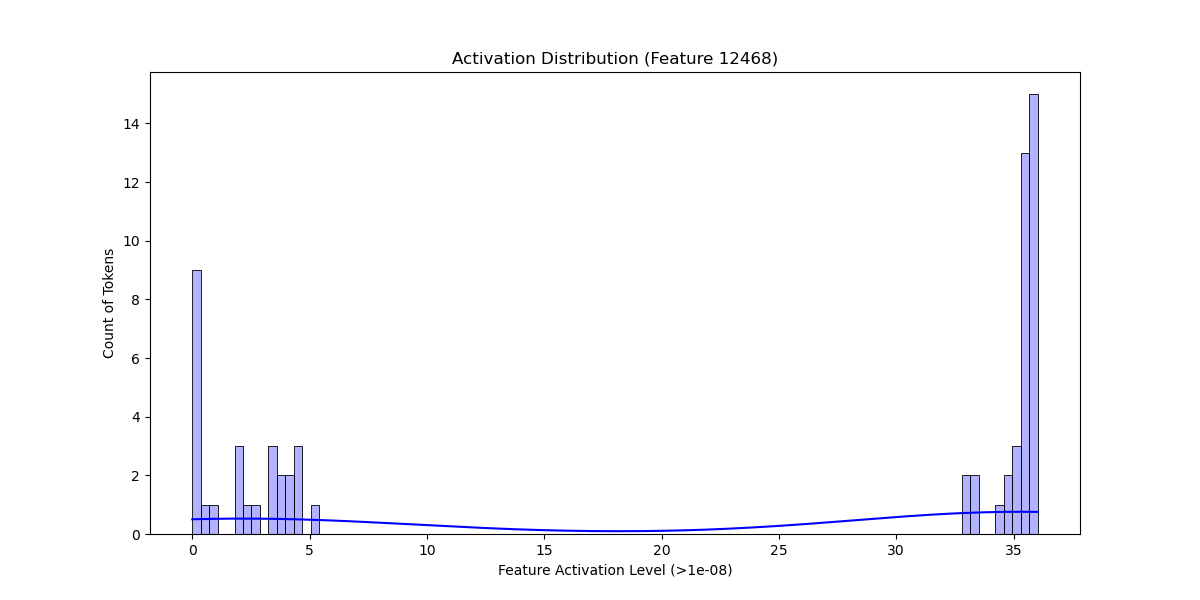 Activation Distribution (Feature 12468)
Count of Tokens
14
12
10
8
6
4
2
0
0 5 10 15 20 25 30 35
Feature Activation Level (>1e-08)